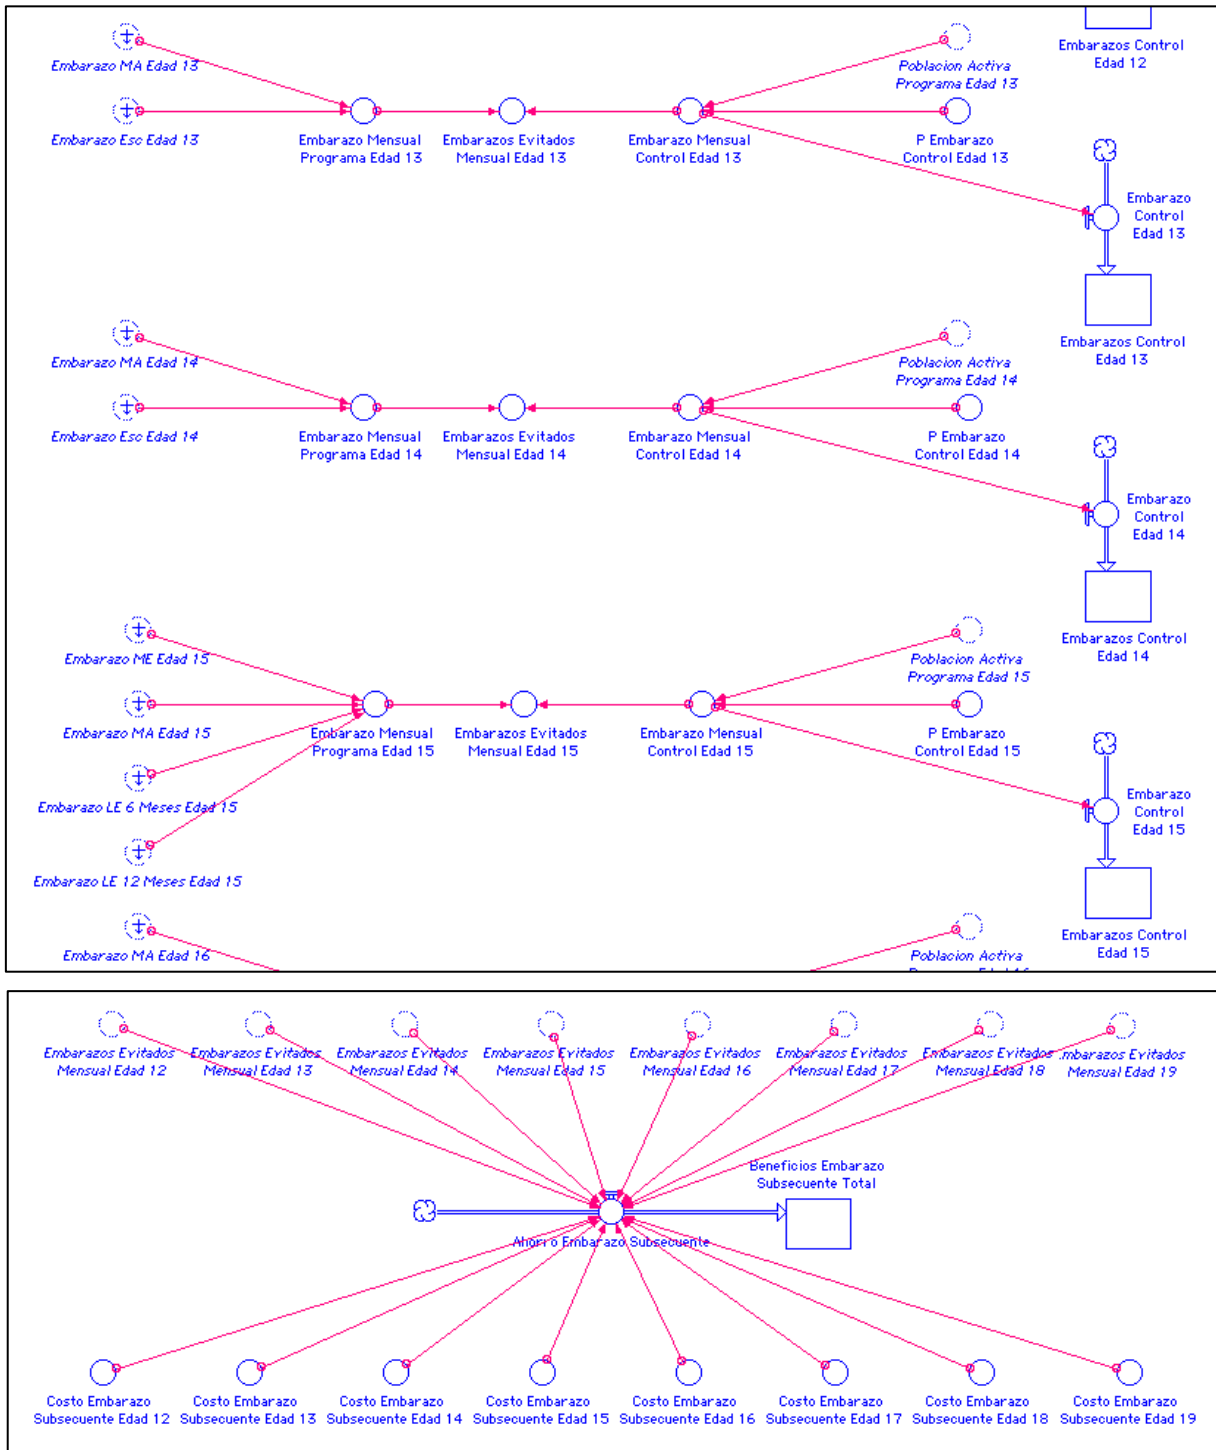 Embarazo MA Edad 13
Poblacion Activa
Programa Edad 13
Embarazos Control
Edad 12
Embarazo Esc Edad 13
Embarazo Mensual
Programa Edad 13
Embarazos Evitados
Mensual Edad 13
Embarazo Mensual
Control Edad 13
P Embarazo
Control Edad 13
Embarazo
Control
Edad 13
Embarazos Control
Edad 13
Embarazo MA Edad 14
Poblacion Activa
Programa Edad 14
Embarazo Esc Edad 14
Embarazo Mensual
Programa Edad 14
Embarazos Evitados
Mensual Edad 14
Embarazo Mensual
Control Edad 14
P Embarazo
Control Edad 14
Embarazo
Control
Edad 14
Embarazos Control
Edad 14
Embarazo ME Edad 15
Poblacion Activa
Programa Edad 15
Embarazo MA Edad 15
Embarazo Mensual
Programa Edad 15
Embarazos Evitados
Mensual Edad 15
Embarazo Mensual
Control Edad 15
P Embarazo
Control Edad 15
Embarazo LE 6 Meses Edad 15
Embarazo
Control
Edad 15
Embarazo LE 12 Meses Edad 15
Embarazos Control
Edad 15
Embarazo MA Edad 16
Poblacion Activa
Embarazos Evitados
Mensual Edad 12
Embarazos Evitados
Mensual Edad 13
Embarazos Evitados
Mensual Edad 14
Embarazos Evitados
Mensual Edad 15
Embarazos Evitados
Mensual Edad 16
Embarazos Evitados
Mensual Edad 17
Embarazos Evitados
Mensual Edad 18
mbarazos Evitados
Mensual Edad 19
Beneficios Embarazo
Subsecuente Total
Ahorro Embarazo Subsecuente
Costo Embarazo
Subsecuente Edad 12
Costo Embarazo
Subsecuente Edad 13
Costo Embarazo
Subsecuente Edad 14
Costo Embarazo
Subsecuente Edad 15
Costo Embarazo
Subsecuente Edad 16
Costo Embarazo
Subsecuente Edad 17
Costo Embarazo
Subsecuente Edad 18
Costo Embarazo
Subsecuente Edad 19